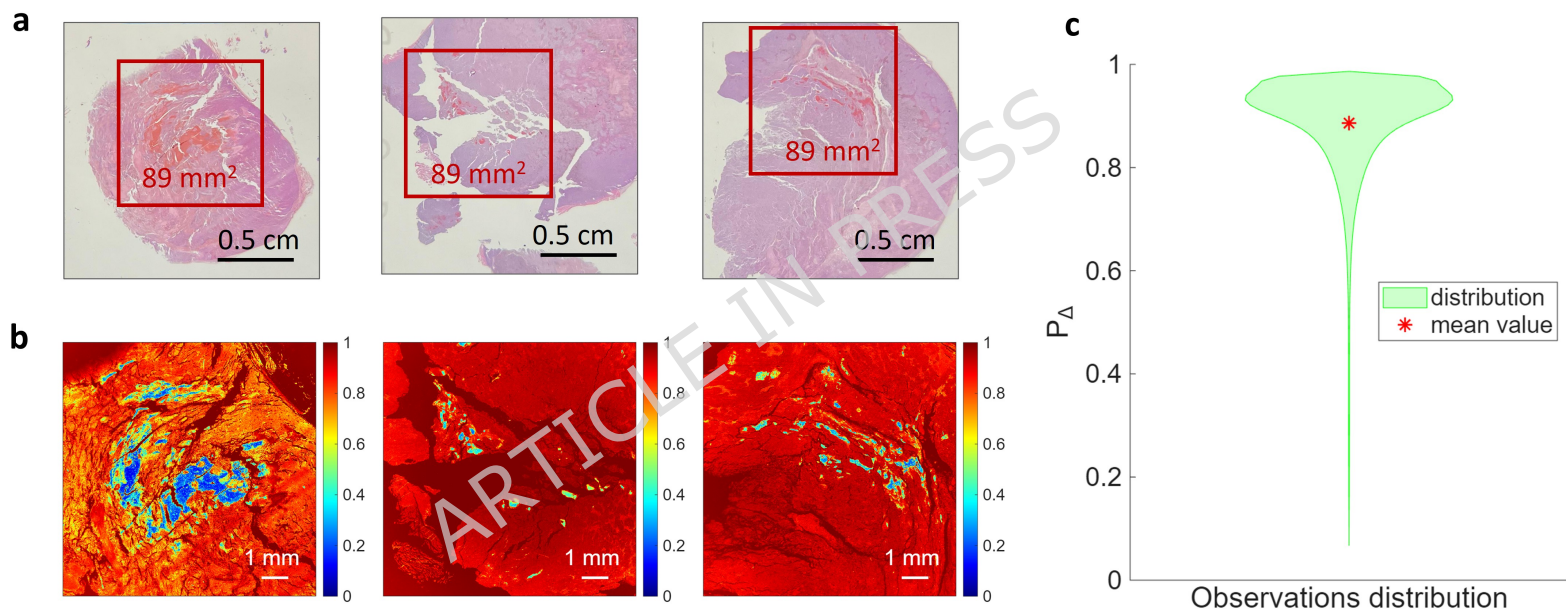 a
89 mm²
0.5 cm
89 mm²
0.5 cm
89 mm²
0.5 cm
b
1 mm
1
0.8
0.6
0.4
0.2
0
1 mm
1
0.8
0.6
0.4
0.2
0
1 mm
1
0.8
0.6
0.4
0.2
0
c
1
0.8
0.6
0.4
0.2
0
P_Δ
distribution
mean value
Observations distribution
ARTICLE IN PRESS